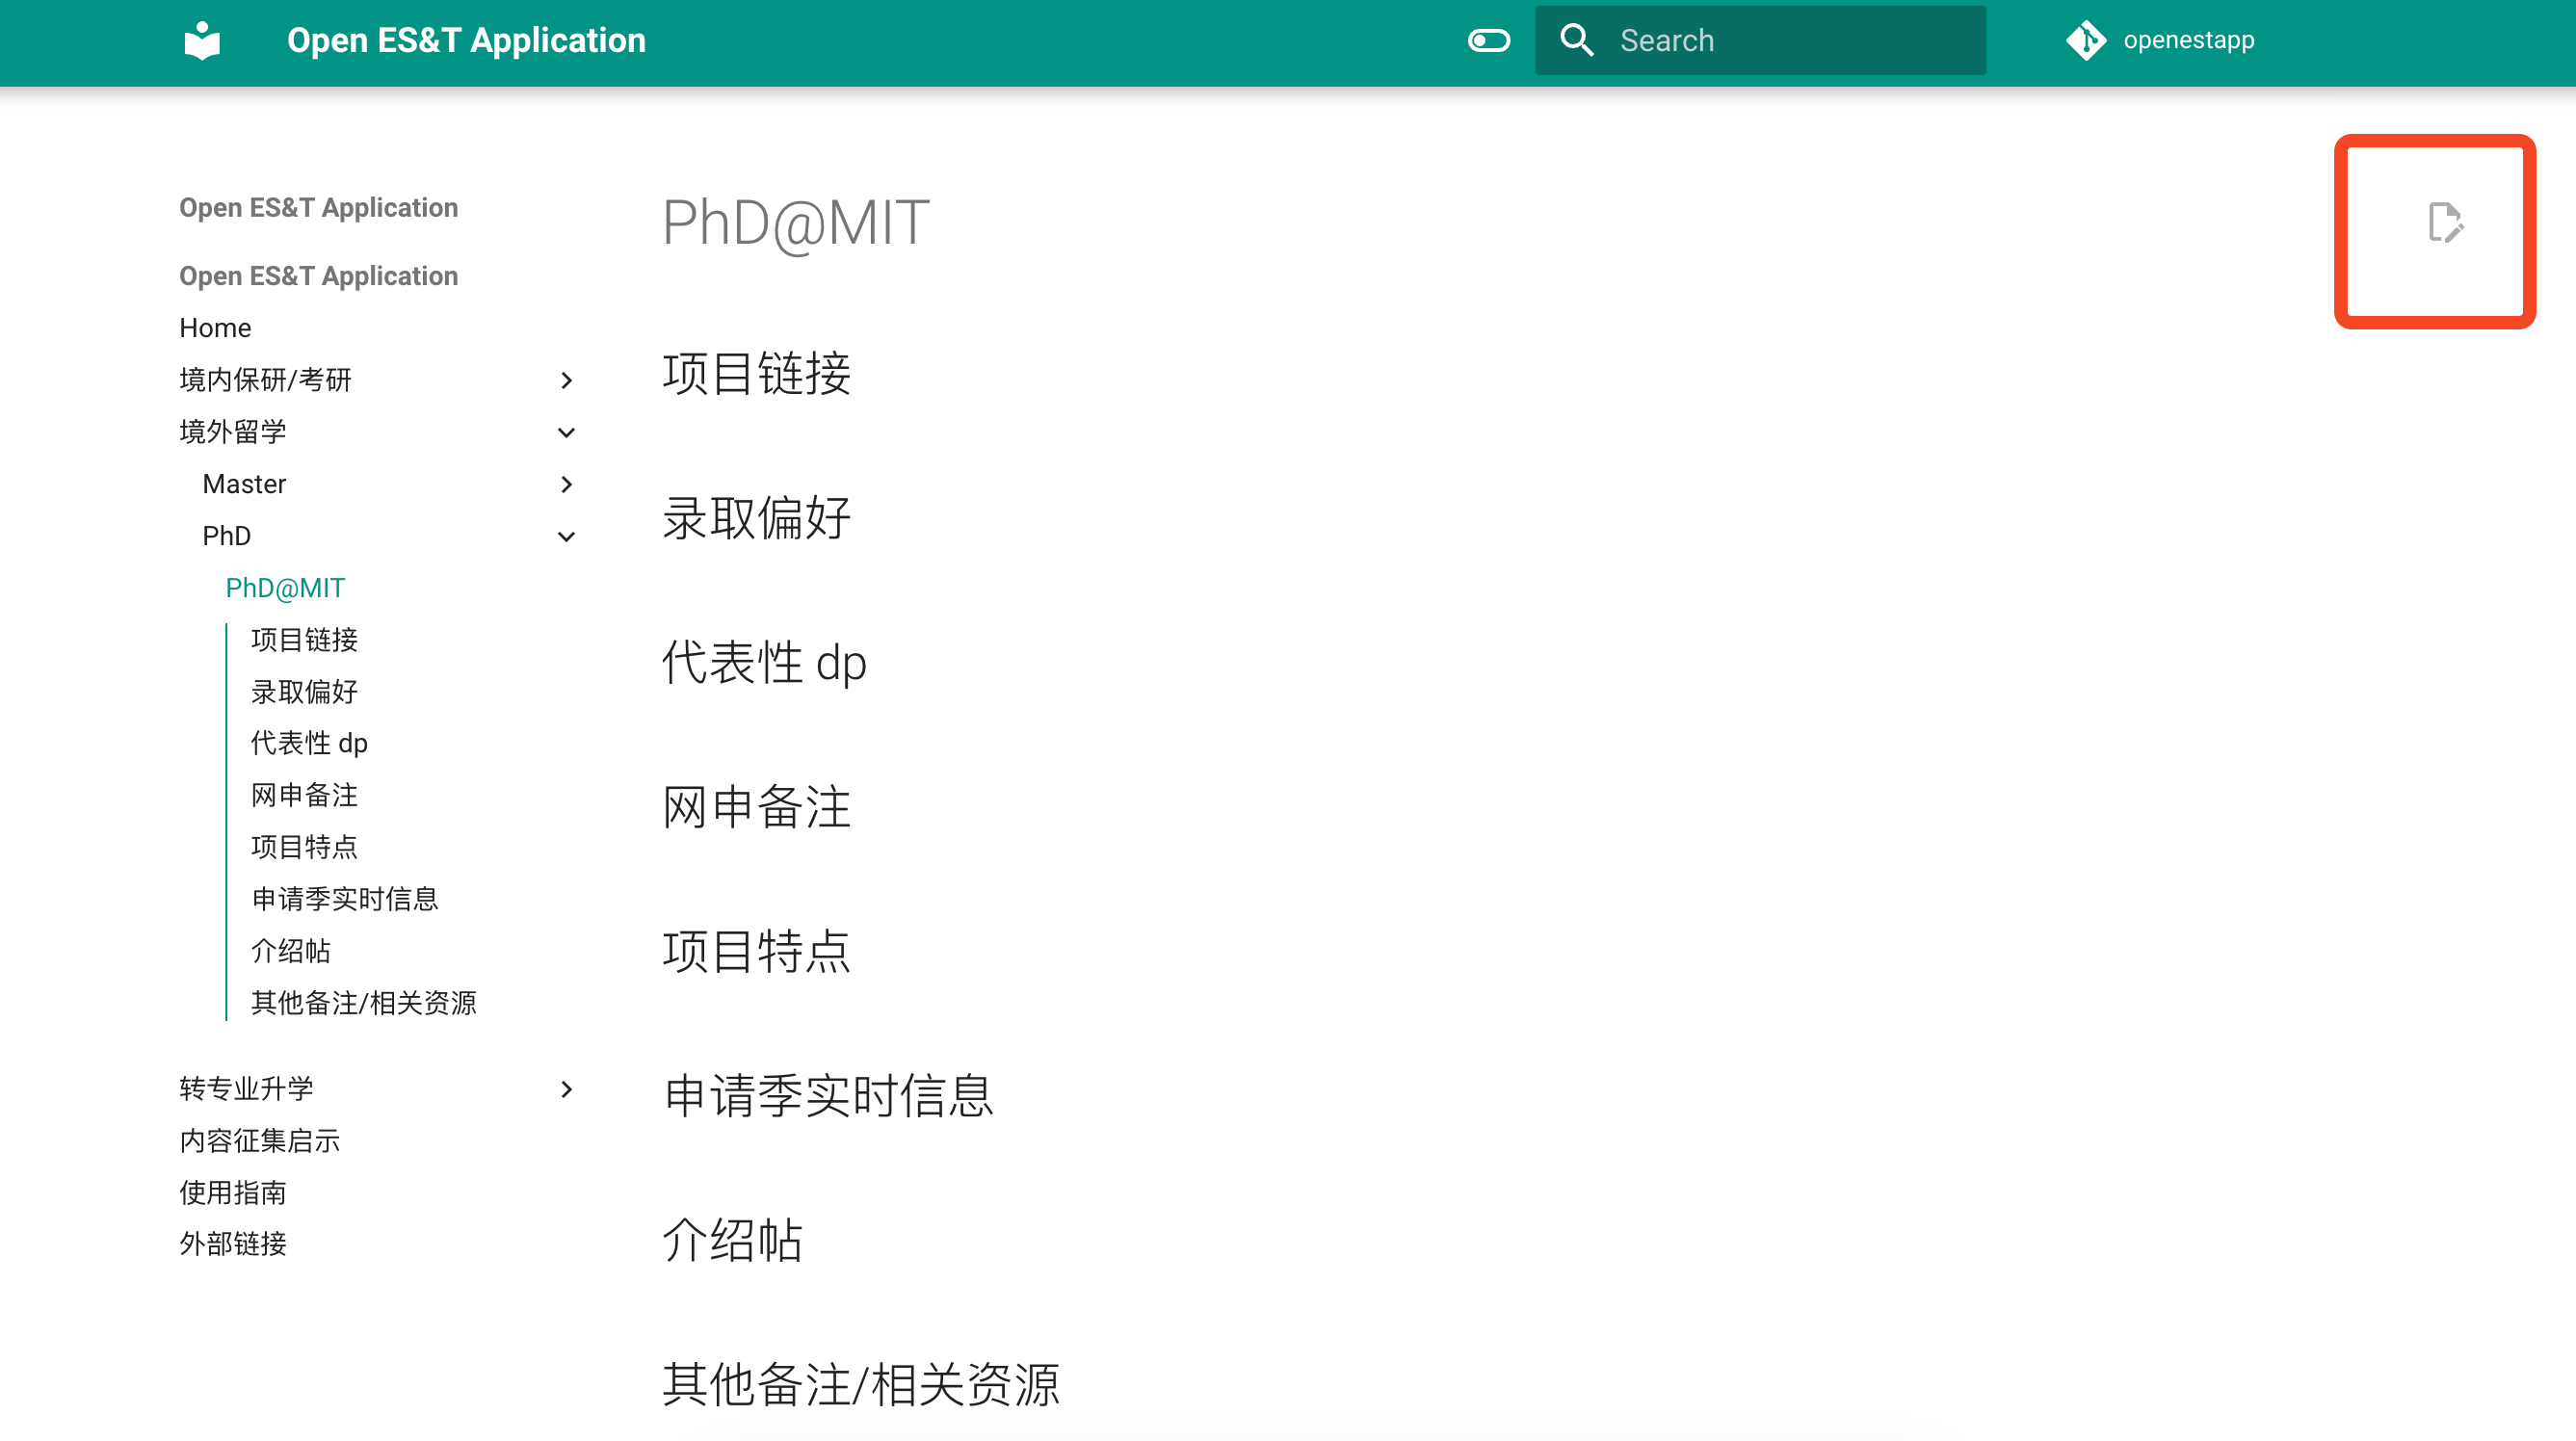 Open ES&T Application
Search
openestapp
Open ES&T Application
Open ES&T Application
Home
境内保研/考研
境外留学
Master
PhD
PhD@MIT
项目链接
录取偏好
代表性 dp
网申备注
项目特点
申请季实时信息
介绍帖
其他备注/相关资源
转专业升学
内容征集启示
使用指南
外部链接
PhD@MIT
项目链接
录取偏好
代表性 dp
网申备注
项目特点
申请季实时信息
介绍帖
其他备注/相关资源